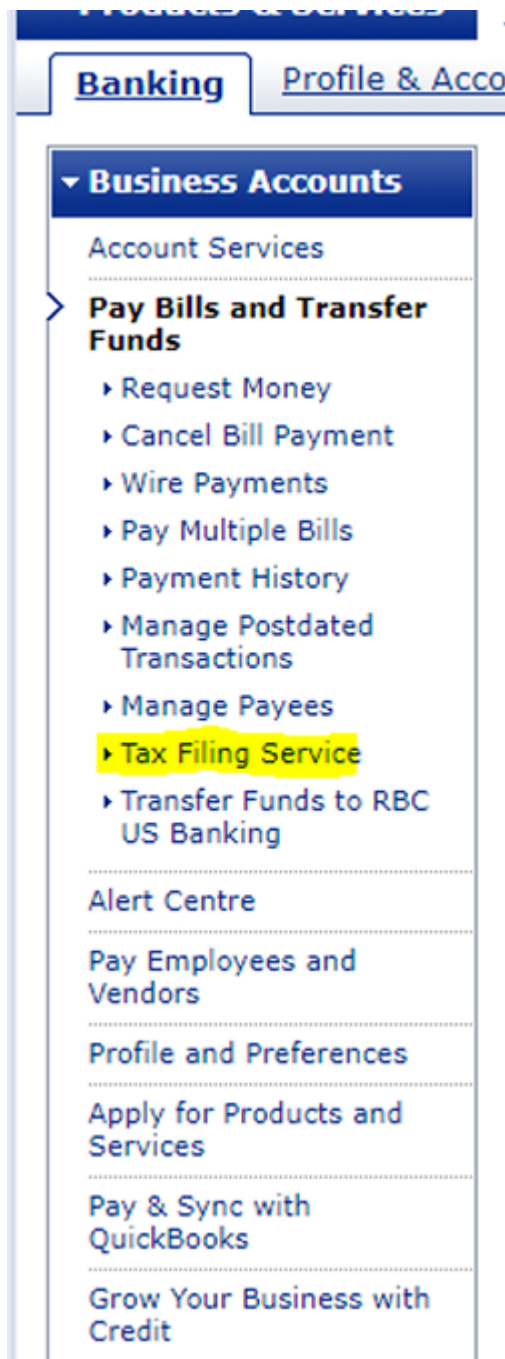 Products & Services
Banking
Profile & Acco
Business Accounts
Account Services
Pay Bills and Transfer
Funds
Request Money
Cancel Bill Payment
Wire Payments
Pay Multiple Bills
Payment History
Manage Postdated
Transactions
Manage Payees
Tax Filing Service
Transfer Funds to RBC
US Banking
Alert Centre
Pay Employees and
Vendors
Profile and Preferences
Apply for Products and
Services
Pay & Sync with
QuickBooks
Grow Your Business with
Credit